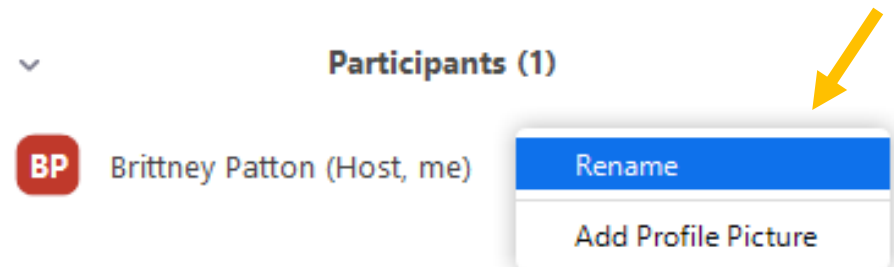 Participants (1)
BP Brittney Patton (Host, me) Rename
Add Profile Picture